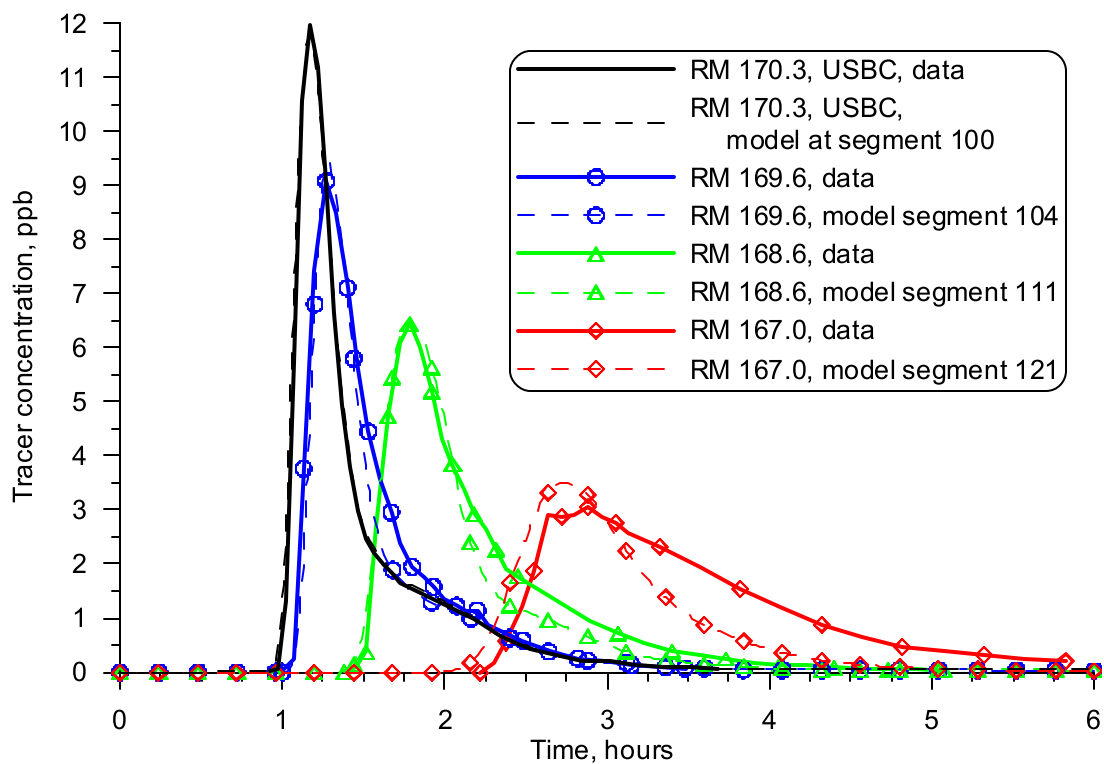 12
11
10
9
8
7
6
5
4
3
2
1
0
Tracer concentration, ppb
RM 170.3, USBC, data
RM 170.3, USBC,
model at segment 100
RM 169.6, data
RM 169.6, model segment 104
RM 168.6, data
RM 168.6, model segment 111
RM 167.0, data
RM 167.0, model segment 121
0 1 2 3 4 5 6
Time, hours